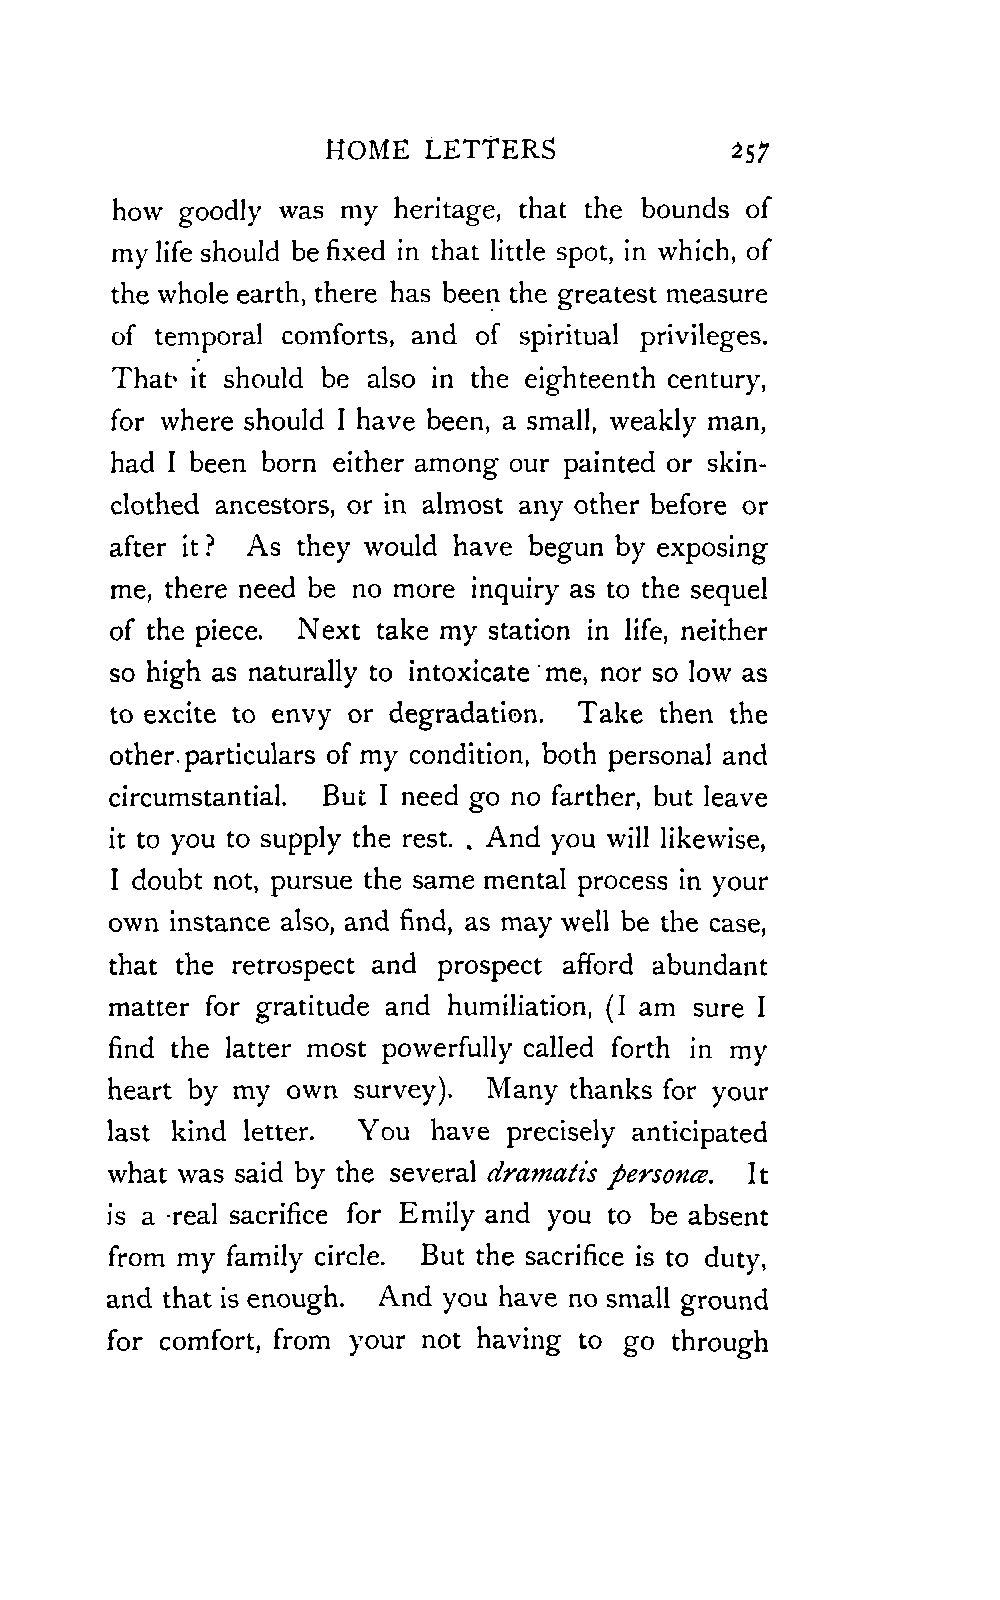 HOME LETTERS 257
how goodly was my heritage, that the bounds of
my life should be fixed in that little spot, in which, of
the whole earth, there has been the greatest measure
of temporal comforts, and of spiritual privileges.
That it should be also in the eighteenth century,
for where should I have been, a small, weakly man,
had I been born either among our painted or skin-
clothed ancestors, or in almost any other before or
after it? As they would have begun by exposing
me, there need be no more inquiry as to the sequel
of the piece. Next take my station in life, neither
so high as naturally to intoxicate me, nor so low as
to excite to envy or degradation. Take then the
other particulars of my condition, both personal and
circumstantial. But I need go no farther, but leave
it to you to supply the rest. . And you will likewise,
I doubt not, pursue the same mental process in your
own instance also, and find, as may well be the case,
that the retrospect and prospect afford abundant
matter for gratitude and humiliation, (I am sure I
find the latter most powerfully called forth in my
heart by my own survey). Many thanks for your
last kind letter. You have precisely anticipated
what was said by the several dramatis personæ. It
is a real sacrifice for Emily and you to be absent
from my family circle. But the sacrifice is to duty,
and that is enough. And you have no small ground
for comfort, from your not having to go through